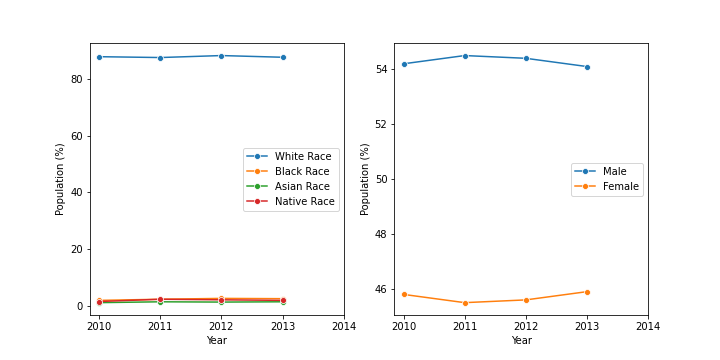 80
60
40
20
0
Population (%)
2010 2011 2012 2013 2014
Year
White Race
Black Race
Asian Race
Native Race
54
52
50
48
46
Population (%)
2010 2011 2012 2013 2014
Year
Male
Female